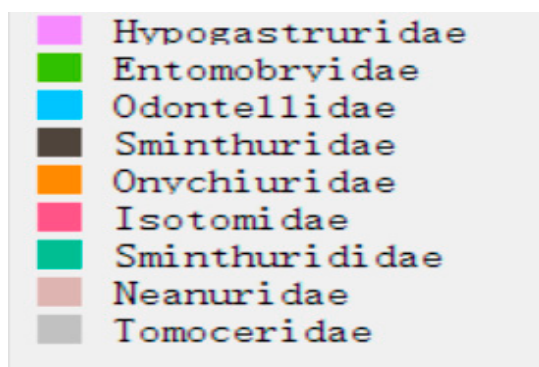 Hypogastruridae
Entomobryidae
Odontellidae
Sminthuridae
Onychiuridae
Isotomidae
Sminthurididae
Neanuridae
Tomoceridae